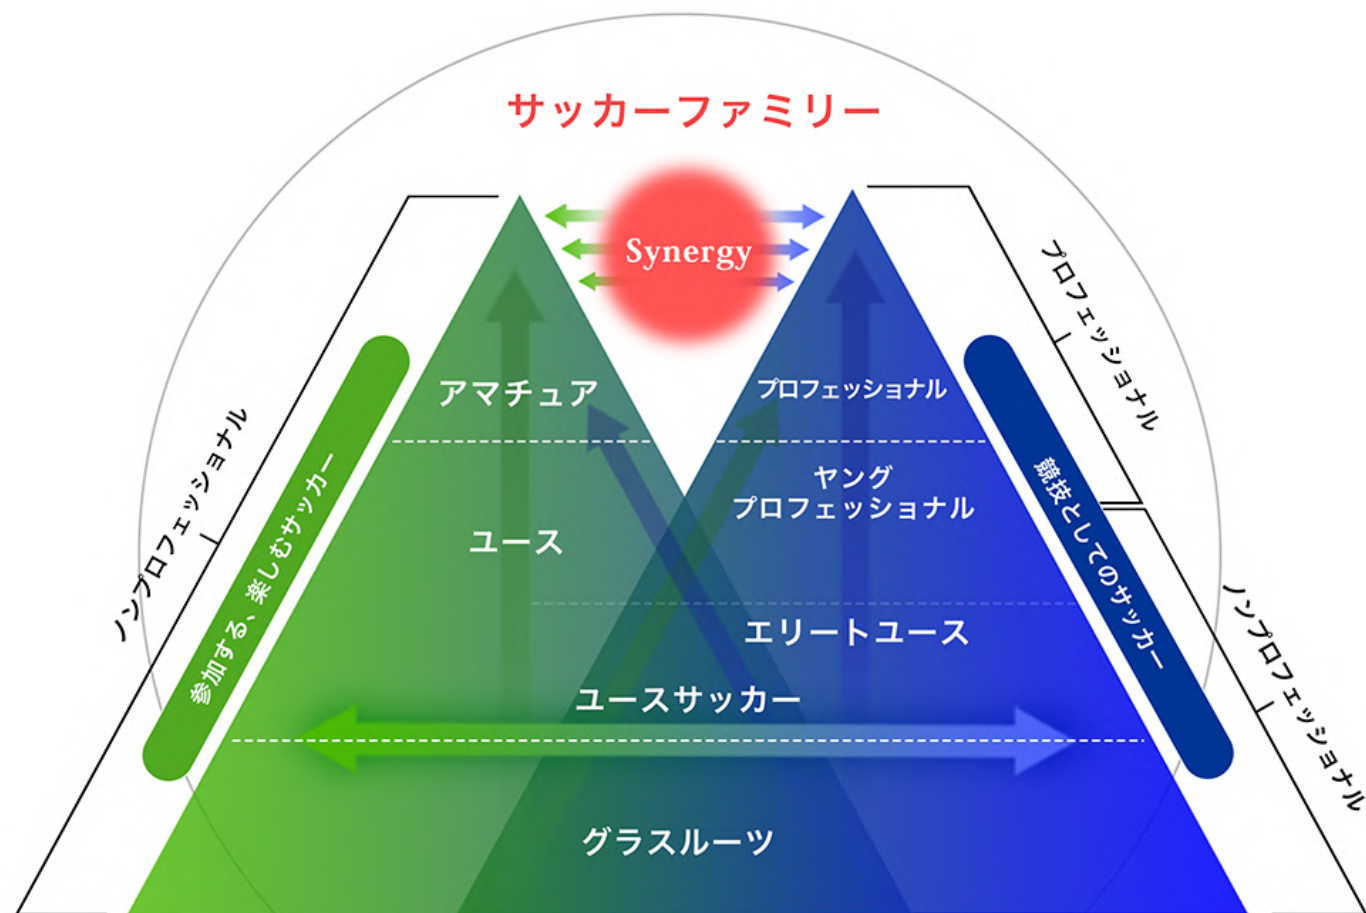 サッカーファミリー
Synergy
プロフェッショナル
アマチュア
プロフェッショナル
ノンプロフェッショナル
参加する、楽しむサッカー
ヤング
プロフェッショナル
競技としてのサッカー
ユース
エリートユース
ノンプロフェッショナル
ユースサッカー
グラスルーツ